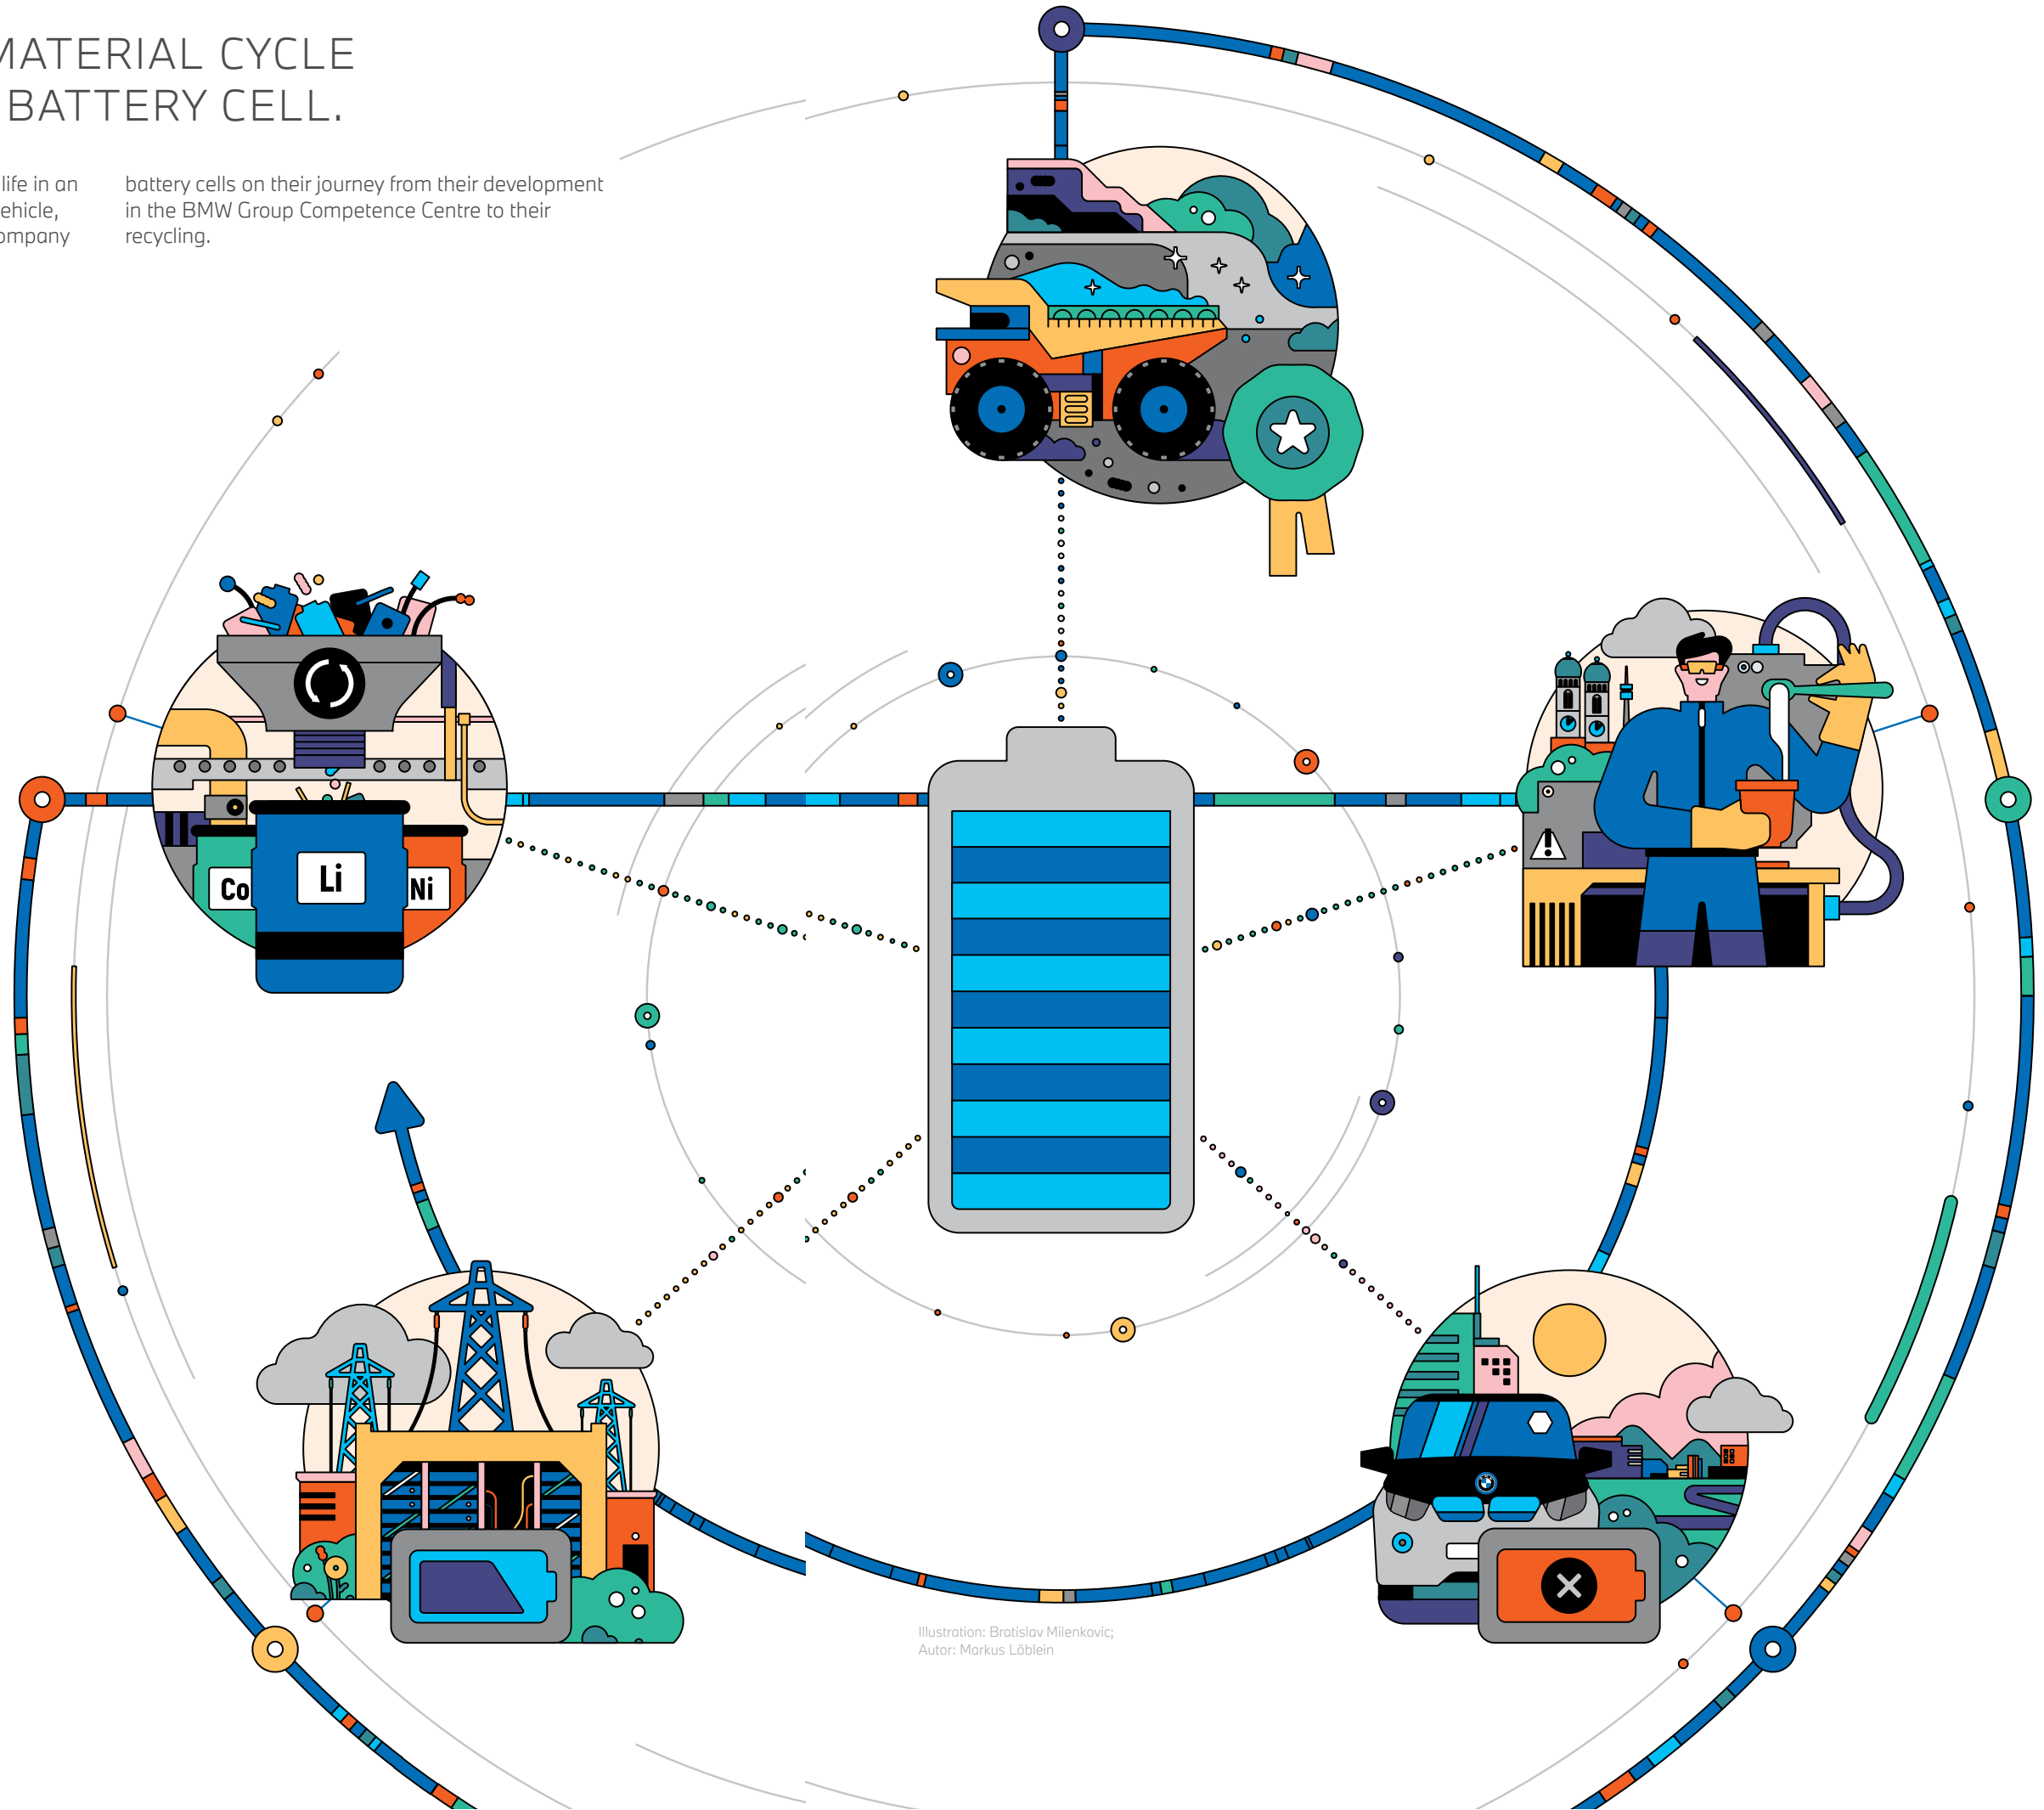 MATERIAL CYCLE
BATTERY CELL.
life in an
ehicle,
ompany
battery cells on their journey from their development
in the BMW Group Competence Centre to their
recycling.
Co
Li
Ni
Illustration: Bratislav Milenkovic;
Autor: Markus Löblein